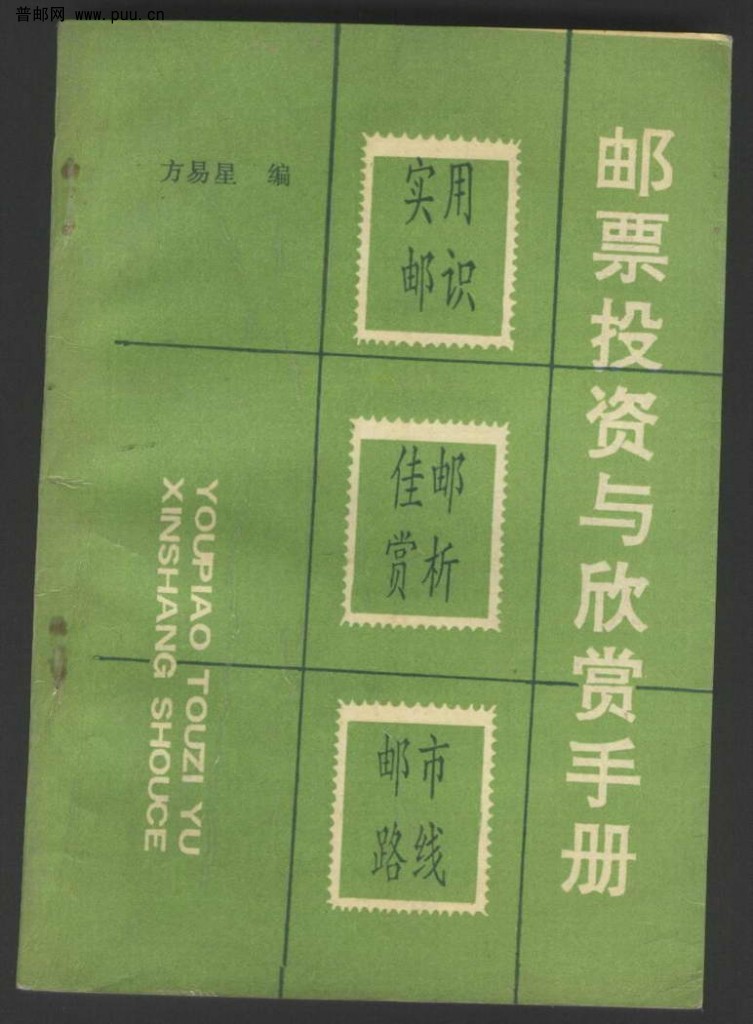 普邮网 www.puu.cn
邮票投资与欣赏手册
方易星 编
实用
邮识
佳邮
赏析
邮市
路线
YOUPIAO TOUZI YU
XINSHANG SHOUCE